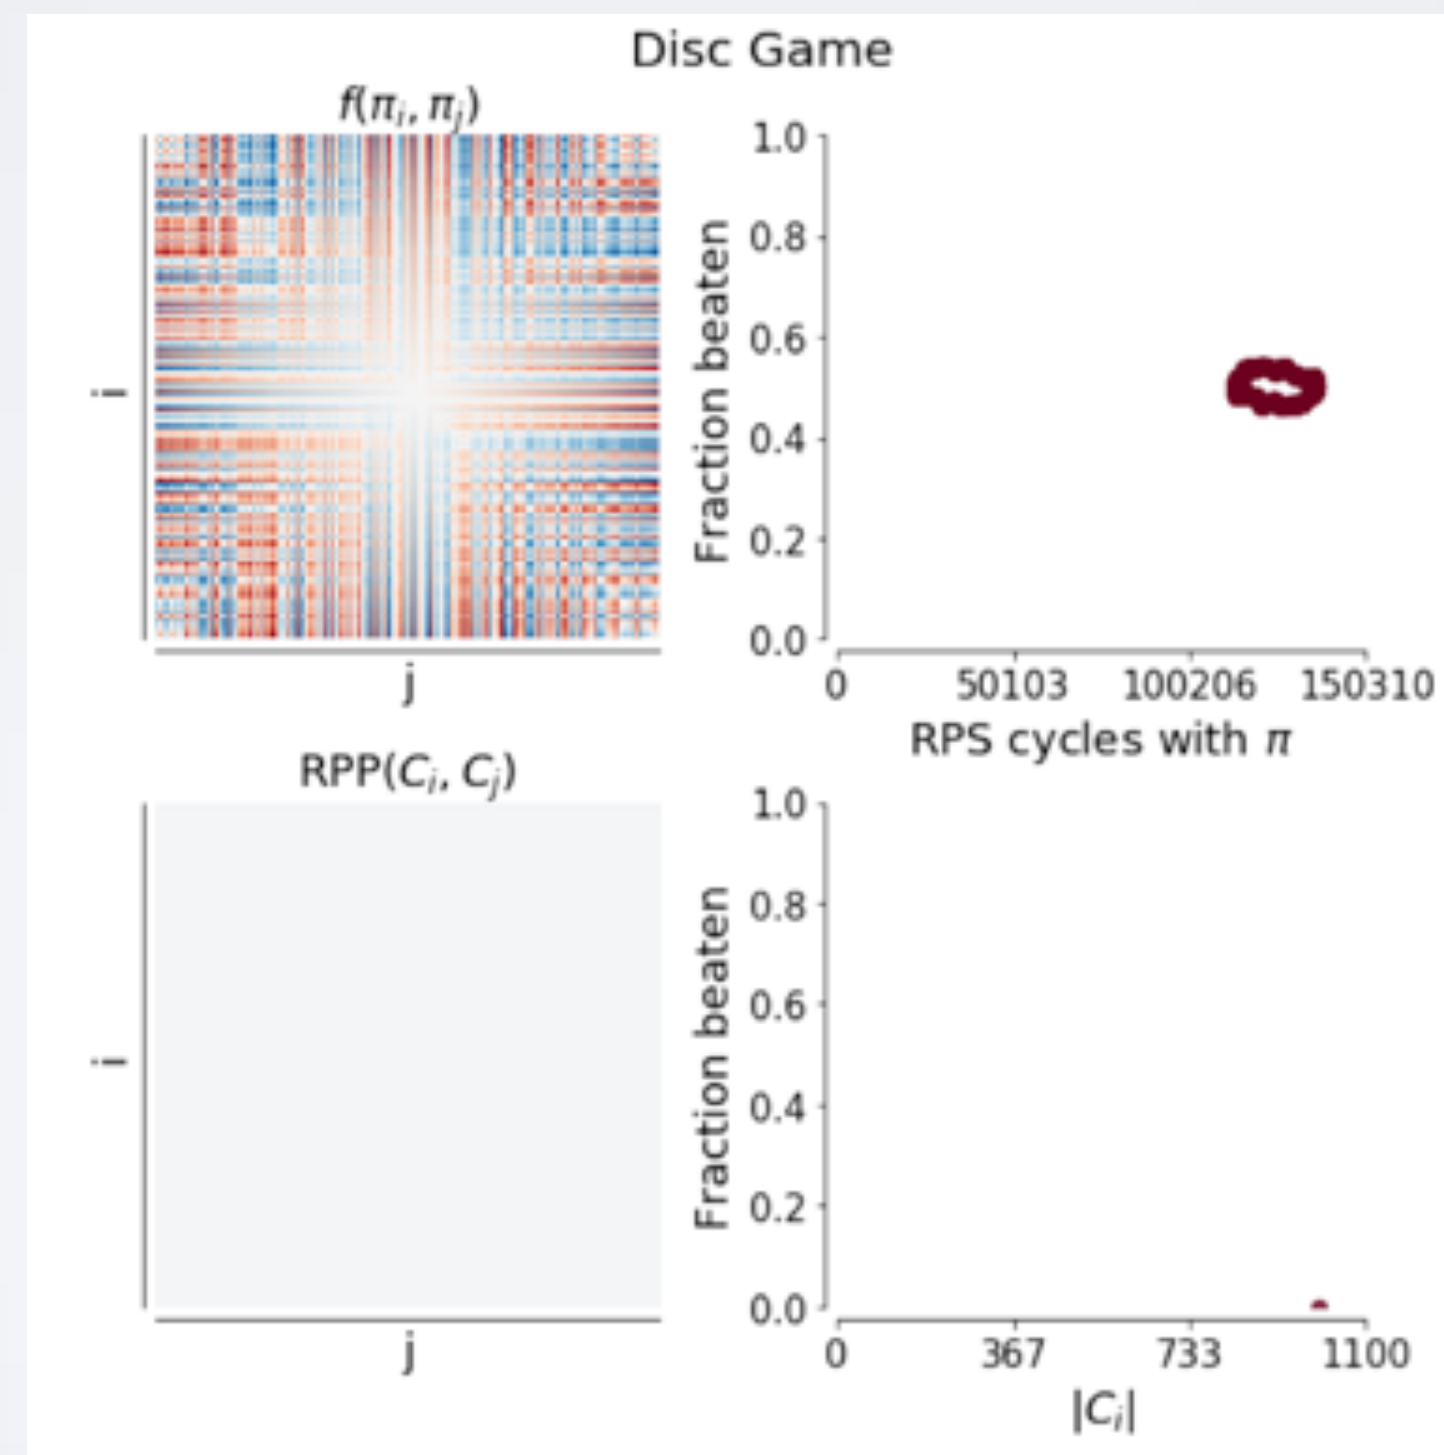 Disc Game
f(πᵢ, πⱼ)
i
j
1.0
0.8
0.6
0.4
0.2
0.0
Fraction beaten
0 50103 100206 150310
RPS cycles with π
RPP(Cᵢ, Cⱼ)
i
j
1.0
0.8
0.6
0.4
0.2
0.0
Fraction beaten
0 367 733 1100
|Cᵢ|